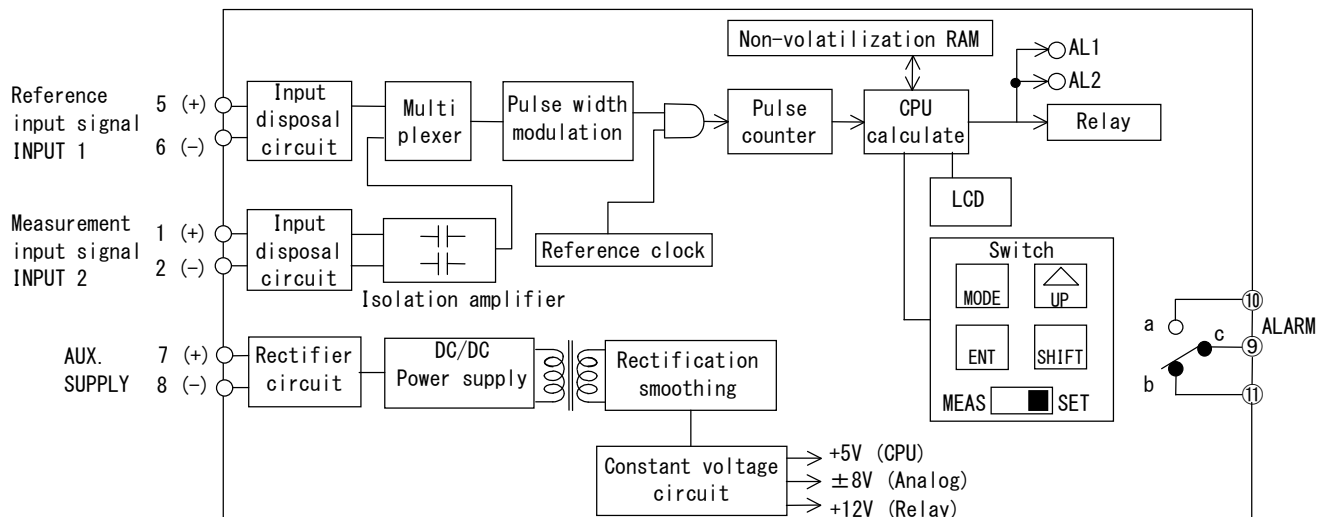 Non-volatilization RAM
AL1
AL2
Relay
Reference
input signal
INPUT 1
5 (+)
6 (−)
Input
disposal
circuit
Multi
plexer
Pulse width
modulation
Pulse
counter
CPU
calculate
LCD
Measurement
input signal
INPUT 2
1 (+)
2 (−)
Input
disposal
circuit
Isolation amplifier
Reference clock
Switch
MODE
UP
ENT
SHIFT
MEAS
SET
a
b
c
⑩
⑨
⑪
ALARM
AUX.
SUPPLY
7 (+)
8 (−)
Rectifier
circuit
DC/DC
Power supply
Rectification
smoothing
Constant voltage
circuit
+5V (CPU)
±8V (Analog)
+12V (Relay)